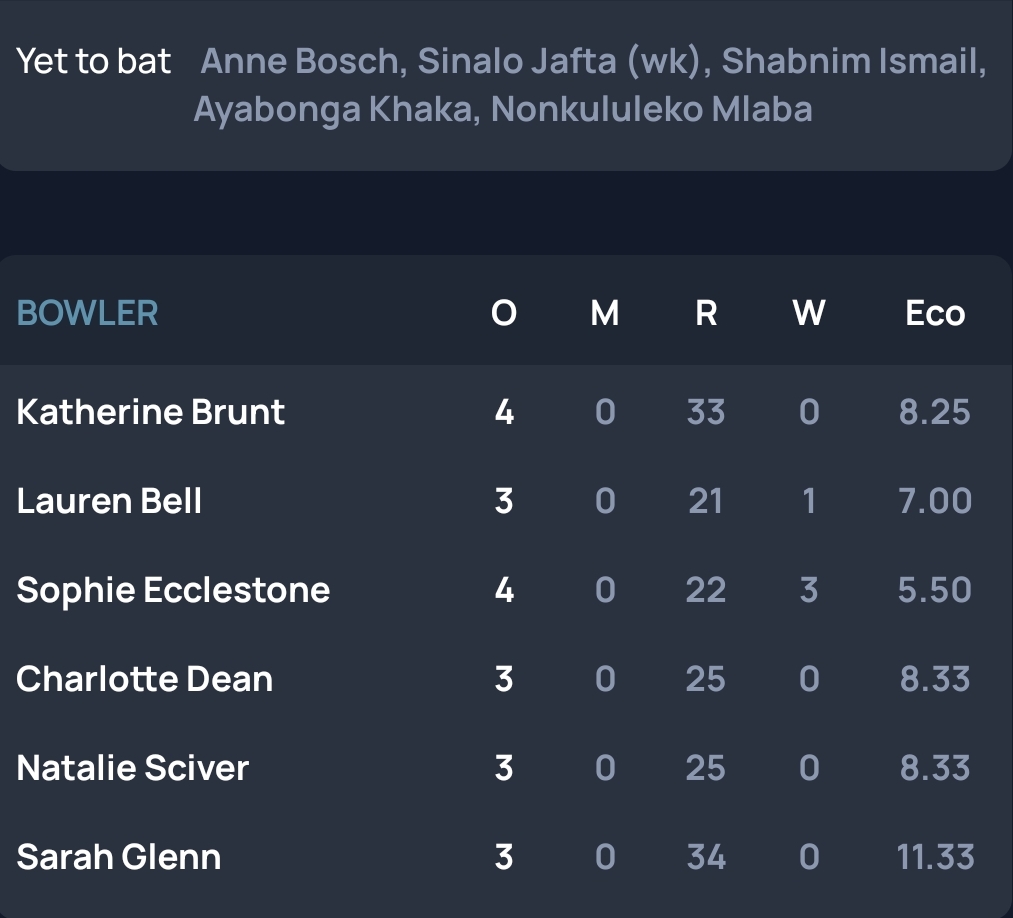 Yet to bat Anne Bosch, Sinalo Jafta (wk), Shabnim Ismail,
Ayabonga Khaka, Nonkululeko Mlaba
BOWLER O M R W Eco
Katherine Brunt 4 0 33 0 8.25
Lauren Bell 3 0 21 1 7.00
Sophie Ecclestone 4 0 22 3 5.50
Charlotte Dean 3 0 25 0 8.33
Natalie Sciver 3 0 25 0 8.33
Sarah Glenn 3 0 34 0 11.33